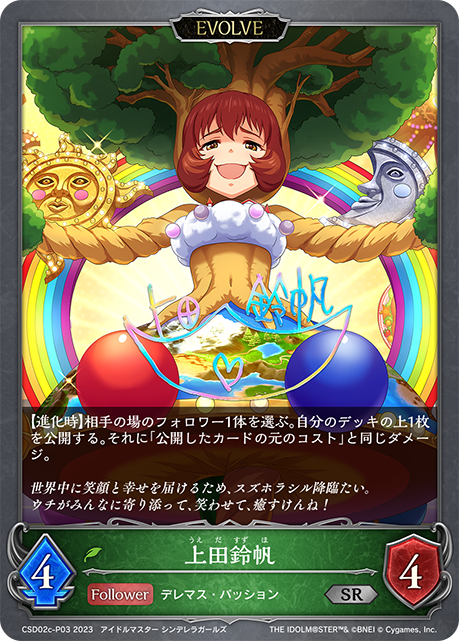 EVOLVE
上田 鈴帆
【進化時】相手の場のフォロワー1体を選ぶ。自分のデッキの上1枚
を公開する。それに「公開したカードの元のコスト」と同じダメー
ジ。
世界中に笑顔と幸せを届けるため、スズホラシル降臨たい。
ウチがみんなに寄り添って、笑わせて、癒すけんね!
うえだすずほ
上田鈴帆
4
Follower デレマス・パッション
SR
4
CSD02c-P03 2023 アイドルマスター シンデレラガールズ
THE IDOLM@STER™& ©BNEI © Cygames, Inc.